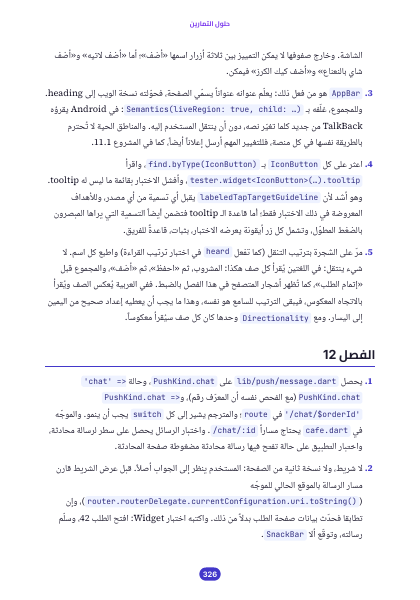 حلول التمارين
الشاشة. وخارج صفوفها لا يمكن التمييز بين ثلاثة أزرار اسمها «أضف»؛ أما «أضف لاتيه» و«أضف
شاي بالنعناع» و«أضف كيك الكرز» فيمكن.
3. AppBar هو من فعل ذلك: يعلّم عنوانه عنواناً يسمّي الصفحة، فحوّلته نسخة الويب إلى heading.
وللمجموع، غلّفه بـ Semantics(liveRegion: true, child: …) : في Android يقرؤه
TalkBack من جديد كلما تغيّر نصه، دون أن ينتقل المستخدم إليه. والمناطق الحية لا تُحترم
بالطريقة نفسها في كل منصة، فللتغيير المهم أرسل إعلاناً أيضاً، كما في المشروع 11.1.
4. اعثر على كل IconButton بـ find.byType(IconButton) ، واقرأ
tester.widget<IconButton>(…).tooltip ، وأفشل الاختبار بقائمة ما ليس له tooltip.
وهو أشد لأن labeledTapTargetGuideline يقبل أي تسمية من أي مصدر، وللأهداف
المعروضة في ذلك الاختبار فقط؛ أما قاعدة الـ tooltip فتضمن أيضاً التسمية التي يراها المبصرون
بالضغط المطوّل، وتشمل كل زر أيقونة يعرضه الاختبار، بثبات، قاعدةً للفريق.
5. مرّ على الشجرة بترتيب التنقل (كما تفعل heard في اختبار ترتيب القراءة) واطبع كل اسم. لا
شيء ينتقل: في اللغتين يُقرأ كل صف هكذا: المشروب، ثم «احفظ»، ثم «أضف»، والمجموع قبل
«إتمام الطلب»، كما تُظهر أشجار المتصفح في هذا الفصل بالضبط. ففي العربية يُعكس الصف ويُقرأ
بالاتجاه المعكوس، فيبقى الترتيب للسامع هو نفسه، وهذا ما يجب أن يعطيه إعداد صحيح من اليمين
إلى اليسار. ومع Directionality وحدها كان كل صف سيُقرأ معكوساً.
الفصل 12
1. يحصل lib/push/message.dart على PushKind.chat ، وحالة 'chat' =>
PushKind.chat (مع الفحص نفسه أن المعرّف رقم)، و PushKind.chat =>
'/chat/$orderId' في route ؛ والمترجم يشير إلى كل switch يجب أن ينمو. والموجّه
في cafe.dart يحتاج مساراً /chat/:id . واختبار الرسائل يحصل على سطر لرسالة محادثة،
واختبار التطبيق على حالة تفتح فيها رسالة محادثة مضغوطة صفحة المحادثة.
2. لا شريط، ولا نسخة ثانية من الصفحة: المستخدم ينظر إلى الجواب أصلاً. قبل عرض الشريط قارن
مسار الرسالة بالموقع الحالي للموجّه
( router.routerDelegate.currentConfiguration.uri.toString() )، وإن
تطابقا فحدّث بيانات صفحة الطلب بدلاً من ذلك. واكتبه اختبار Widget: افتح الطلب 42، وسلّم
رسالته، وتوقّع ألا SnackBar .
326